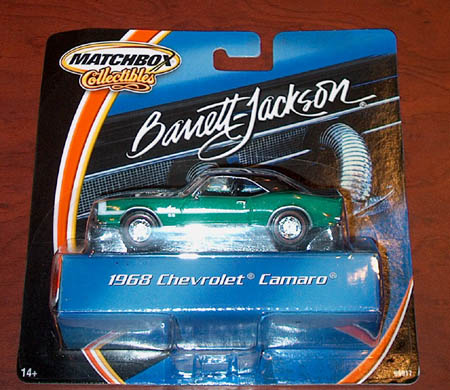 MATCHBOX
Collectibles
Barrett-Jackson®
1968 Chevrolet® Camaro®
14+